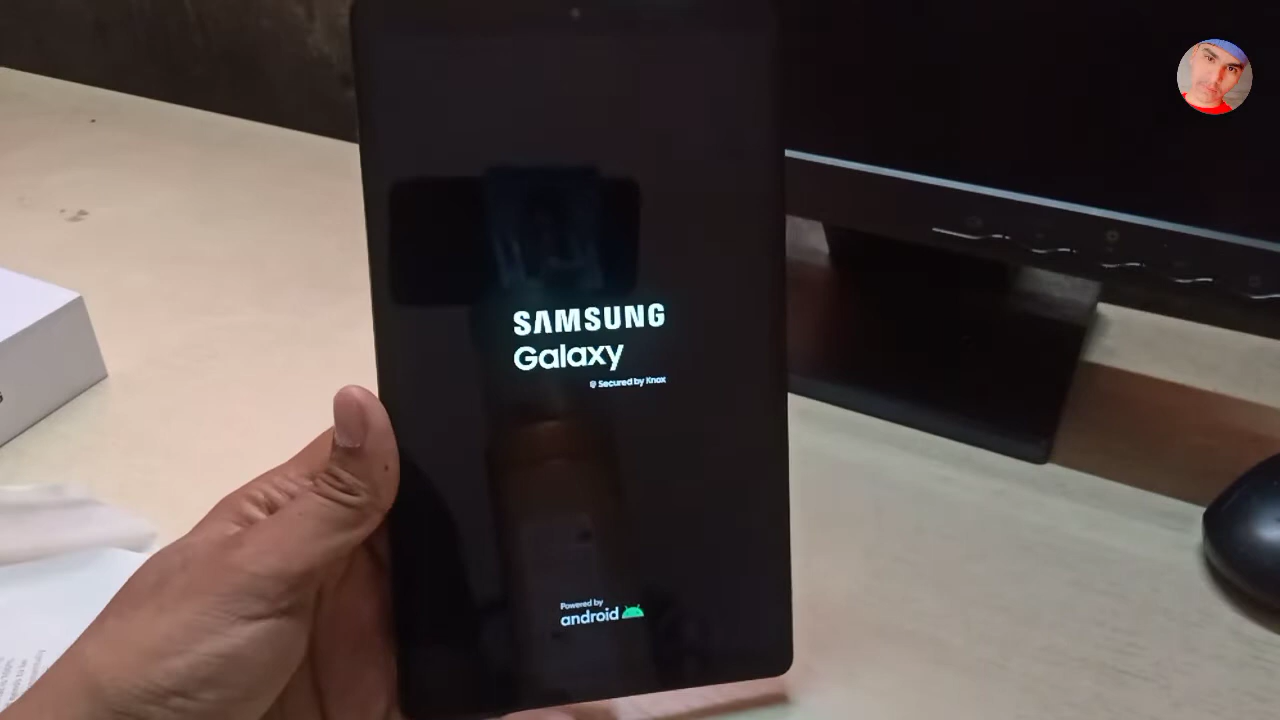 SAMSUNG
Galaxy
Secured by Knox
Powered by
android